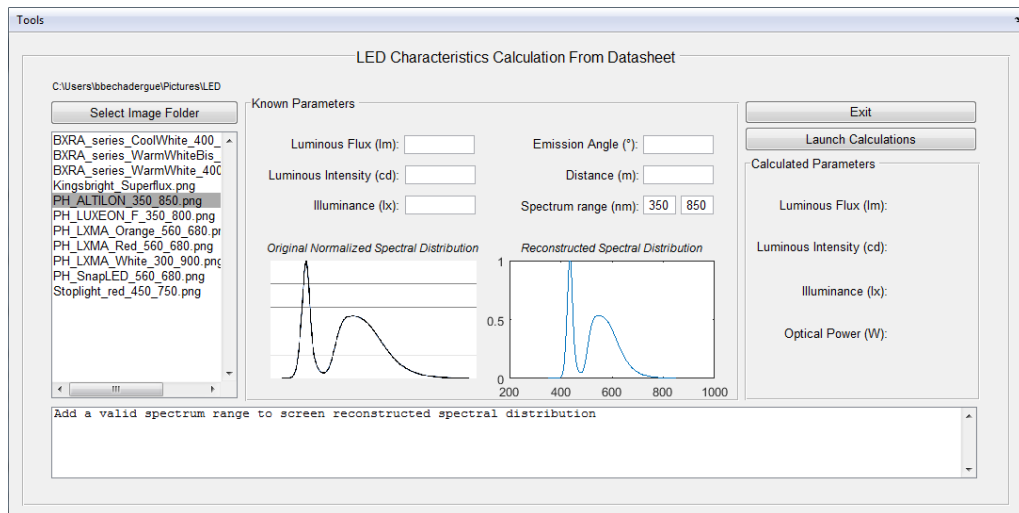 Tools
LED Characteristics Calculation From Datasheet
C:\Users\bbechadergue\Pictures\LED
Select Image Folder
BXRA_series_CoolWhite_400_
BXRA_series_WarmWhiteBis_
BXRA_series_WarmWhite_400
Kingsbright_Superflux.png
PH_ALTILON_350_850.png
PH_LUXEON_F_350_800.png
PH_LXMA_Orange_560_680.pr
PH_LXMA_Red_560_680.png
PH_LXMA_White_300_900.png
PH_SnapLED_560_680.png
Stoplight_red_450_750.png
Known Parameters
Luminous Flux (lm):
Emission Angle (°):
Luminous Intensity (cd):
Distance (m):
Illuminance (lx):
Spectrum range (nm): 350 850
Original Normalized Spectral Distribution
Reconstructed Spectral Distribution
1
0.5
0
200 400 600 800 1000
Exit
Launch Calculations
Calculated Parameters
Luminous Flux (lm):
Luminous Intensity (cd):
Illuminance (lx):
Optical Power (W):
Add a valid spectrum range to screen reconstructed spectral distribution